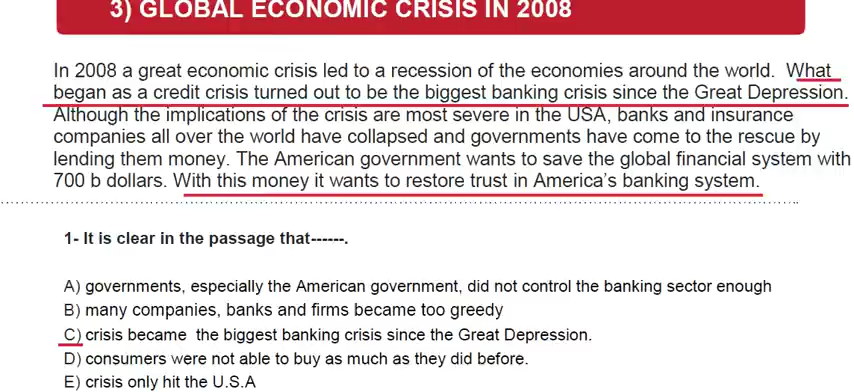 3) GLOBAL ECONOMIC CRISIS IN 2008
In 2008 a great economic crisis led to a recession of the economies around the world.  What
began as a credit crisis turned out to be the biggest banking crisis since the Great Depression.
Although the implications of the crisis are most severe in the USA, banks and insurance
companies all over the world have collapsed and governments have come to the rescue by
lending them money. The American government wants to save the global financial system with
700 b dollars. With this money it wants to restore trust in America's banking system.
1- It is clear in the passage that------.
A) governments, especially the American government, did not control the banking sector enough
B) many companies, banks and firms became too greedy
C) crisis became  the biggest banking crisis since the Great Depression.
D) consumers were not able to buy as much as they did before.
E) crisis only hit the U.S.A